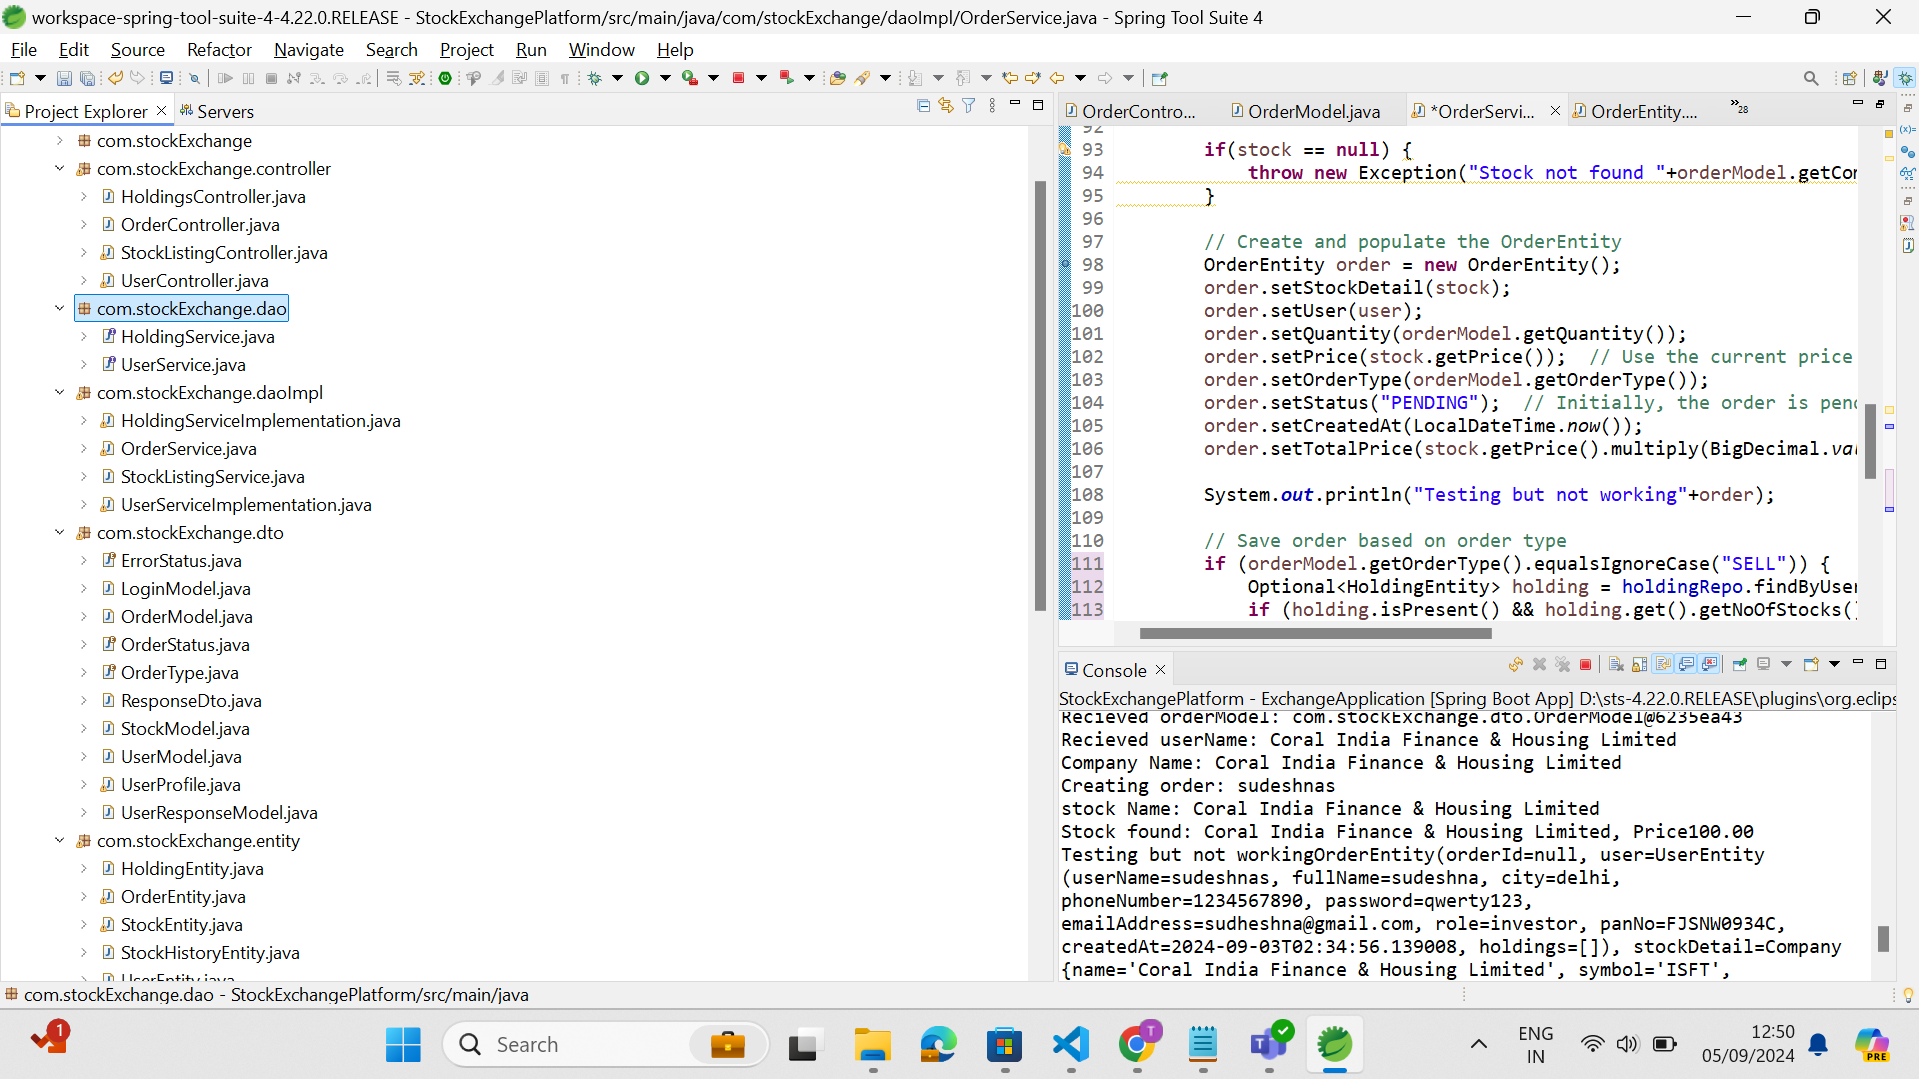 workspace-spring-tool-suite-4-4.22.0.RELEASE - StockExchangePlatform/src/main/java/com/stockExchange/daoImpl/OrderService.java - Spring Tool Suite 4
File Edit Source Refactor Navigate Search Project Run Window Help
Project Explorer
Servers
com.stockExchange
com.stockExchange.controller
HoldingsController.java
OrderController.java
StockListingController.java
UserController.java
com.stockExchange.dao
HoldingService.java
UserService.java
com.stockExchange.daoImpl
HoldingServiceImplementation.java
OrderService.java
StockListingService.java
UserServiceImplementation.java
com.stockExchange.dto
ErrorStatus.java
LoginModel.java
OrderModel.java
OrderStatus.java
OrderType.java
ResponseDto.java
StockModel.java
UserModel.java
UserProfile.java
UserResponseModel.java
com.stockExchange.entity
HoldingEntity.java
OrderEntity.java
StockEntity.java
StockHistoryEntity.java
UserEntity.java
OrderContro...
OrderModel.java
*OrderServi...
OrderEntity....
»28
92
93 if(stock == null) {
94 throw new Exception("Stock not found "+orderModel.getCom
95 }
96
97 // Create and populate the OrderEntity
98 OrderEntity order = new OrderEntity();
99 order.setStockDetail(stock);
100 order.setUser(user);
101 order.setQuantity(orderModel.getQuantity());
102 order.setPrice(stock.getPrice()); // Use the current price
103 order.setOrderType(orderModel.getOrderType());
104 order.setStatus("PENDING"); // Initially, the order is pend
105 order.setCreatedAt(LocalDateTime.now());
106 order.setTotalPrice(stock.getPrice().multiply(BigDecimal.val
107
108 System.out.println("Testing but not working"+order);
109
110 // Save order based on order type
111 if (orderModel.getOrderType().equalsIgnoreCase("SELL")) {
112 Optional<HoldingEntity> holding = holdingRepo.findByUser
113 if (holding.isPresent() && holding.get().getNoOfStocks()
Console
StockExchangePlatform - ExchangeApplication [Spring Boot App] D:\sts-4.22.0.RELEASE\plugins\org.eclips
Recieved orderModel: com.stockExchange.dto.OrderModel@6235ea43
Recieved userName: Coral India Finance & Housing Limited
Company Name: Coral India Finance & Housing Limited
Creating order: sudeshnas
stock Name: Coral India Finance & Housing Limited
Stock found: Coral India Finance & Housing Limited, Price100.00
Testing but not workingOrderEntity(orderId=null, user=UserEntity
(userName=sudeshnas, fullName=sudeshna, city=delhi,
phoneNumber=1234567890, password=qwerty123,
emailAddress=sudheshna@gmail.com, role=investor, panNo=FJSNW0934C,
createdAt=2024-09-03T02:34:56.139008, holdings=[]), stockDetail=Company
{name='Coral India Finance & Housing Limited', symbol='ISFT',
com.stockExchange.dao - StockExchangePlatform/src/main/java
1
Search
T
ENG
IN
12:50
05/09/2024
PRE